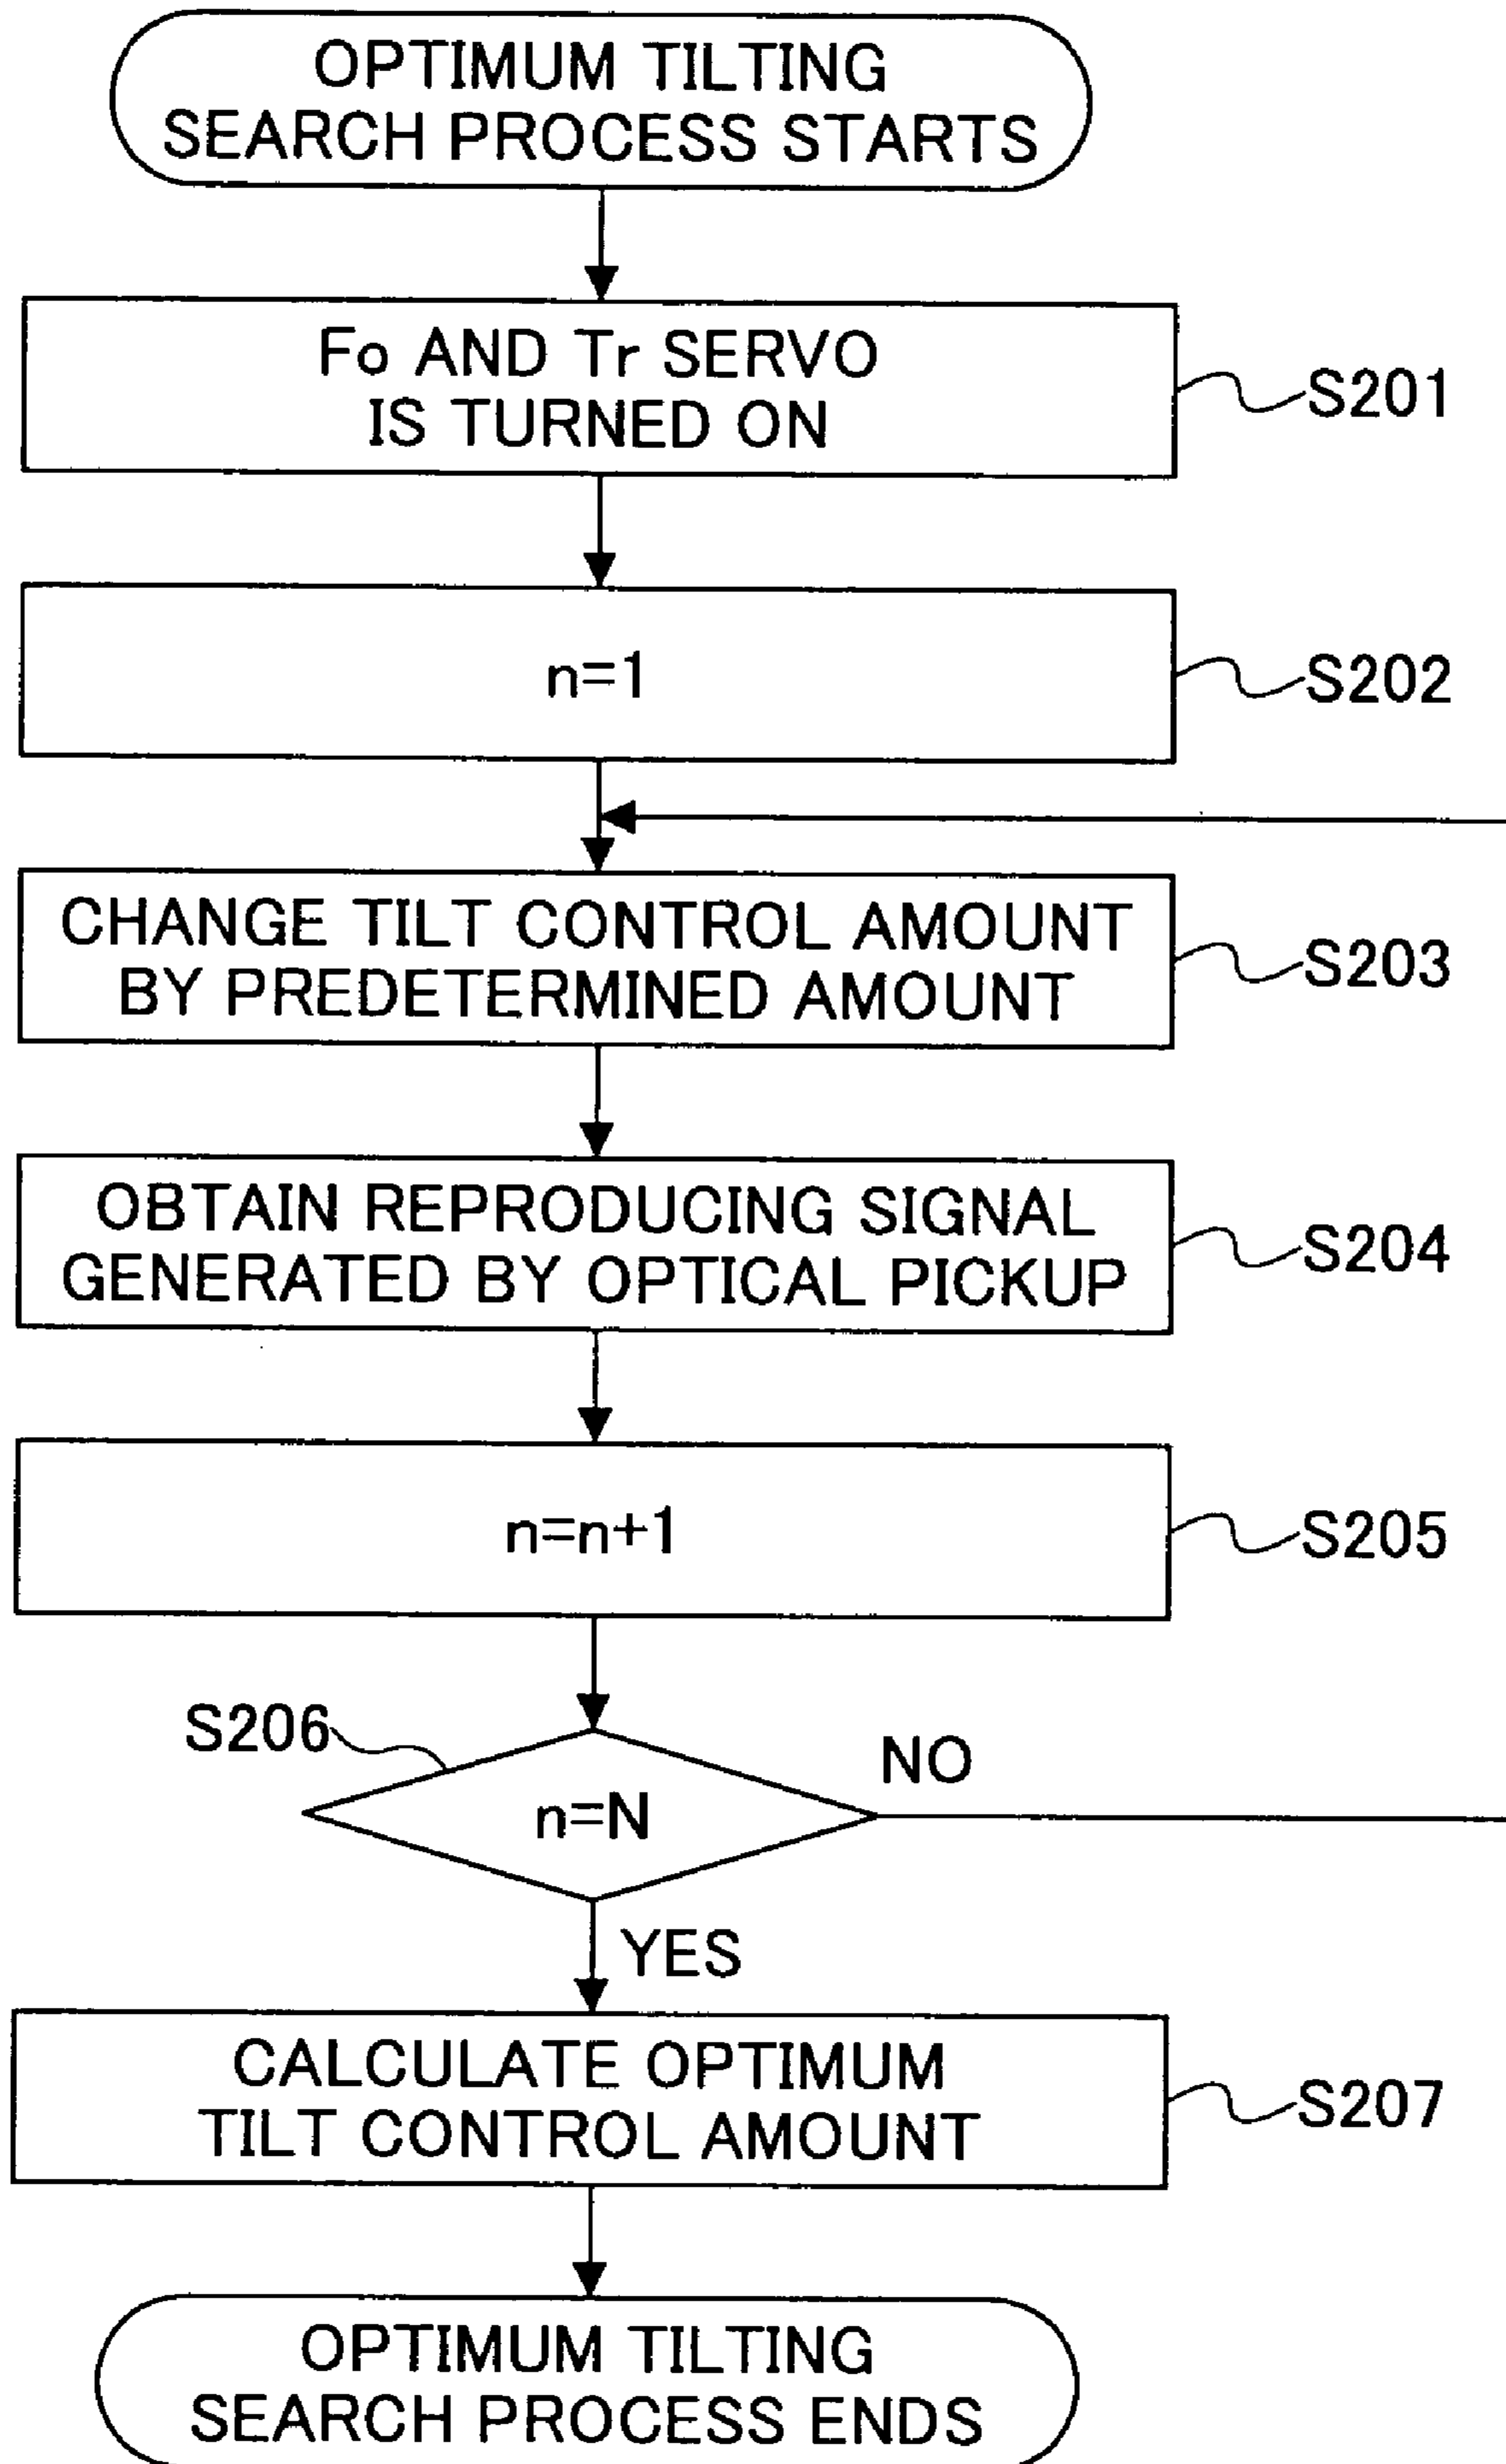 OPTIMUM TILTING
SEARCH PROCESS STARTS
Fo AND Tr SERVO
IS TURNED ON
S201
n=1
S202
CHANGE TILT CONTROL AMOUNT
BY PREDETERMINED AMOUNT
S203
OBTAIN REPRODUCING SIGNAL
GENERATED BY OPTICAL PICKUP
S204
n=n+1
S205
S206
n=N
NO
YES
CALCULATE OPTIMUM
TILT CONTROL AMOUNT
S207
OPTIMUM TILTING
SEARCH PROCESS ENDS